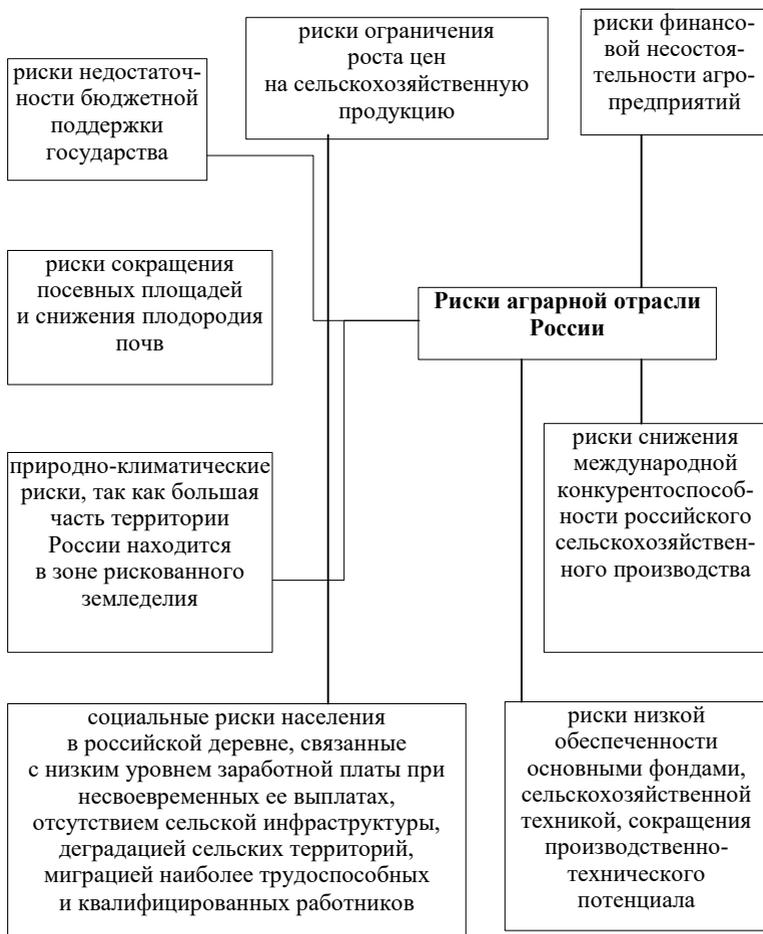 риски ограничения
роста цен
на сельскохозяйственную
продукцию
риски финансо-
вой несостоя-
тельности агро-
предприятий
риски недостаточ-
ности бюджетной
поддержки
государства
риски сокращения
посевных площадей
и снижения плодородия
почв
Риски аграрной отрасли
России
природно-климатические
риски, так как большая
часть территории
России находится
в зоне рискованного
земледелия
риски снижения
международной
конкурентоспособ-
ности российского
сельскохозяйствен-
ного производства
социальные риски населения
в российской деревне, связанные
с низким уровнем заработной платы при
несвоевременных ее выплатах,
отсутствием сельской инфраструктуры,
деградацией сельских территорий,
миграцией наиболее трудоспособных
и квалифицированных работников
риски низкой
обеспеченности
основными фондами,
сельскохозяйственной
техникой, сокращения
производственно-
технического
потенциала